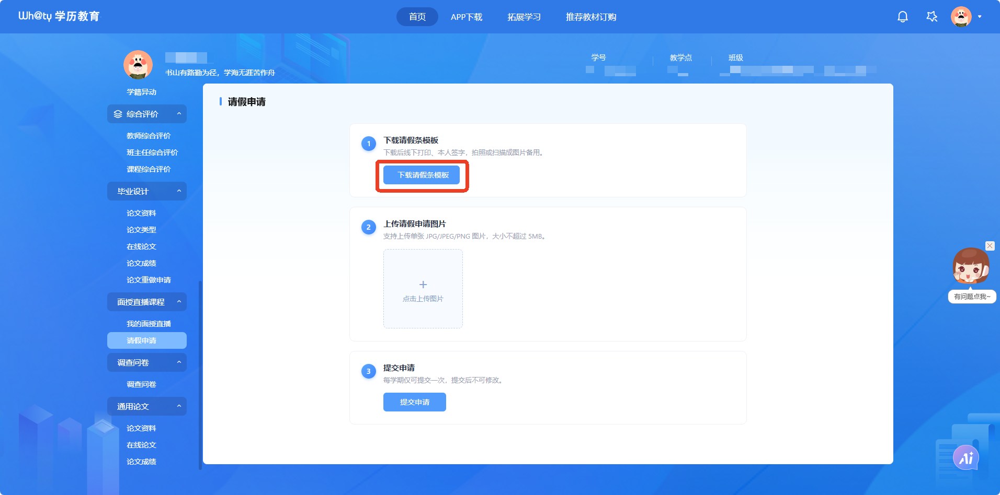 Wh@ty 学历教育
首页
APP下载
拓展学习
推荐教材订购
书山有路勤为径，学海无涯苦作舟
学号
教学点
班级
学籍异动
综合评价
教师综合评价
班主任综合评价
课程综合评价
毕业设计
论文资料
论文类型
在线论文
论文成绩
论文重做申请
面授直播课程
我的面授直播
请假申请
调查问卷
调查问卷
通用论文
论文资料
在线论文
论文成绩
请假申请
1
下载请假条模板
下载后线下打印、本人签字，拍照或扫描成图片备用。
下载请假条模板
2
上传请假申请图片
支持上传单张 JPG/JPEG/PNG 图片，大小不超过 5MB。
+
点击上传图片
3
提交申请
每学期仅可提交一次，提交后不可修改。
提交申请
有问题点我~
Ai